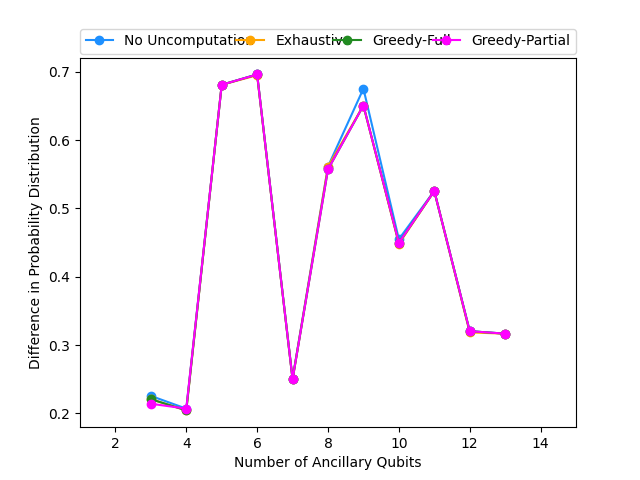 No Uncomputation Exhaustive Greedy-Full Greedy-Partial
0.7
0.6
0.5
0.4
0.3
0.2
Difference in Probability Distribution
2 4 6 8 10 12 14
Number of Ancillary Qubits